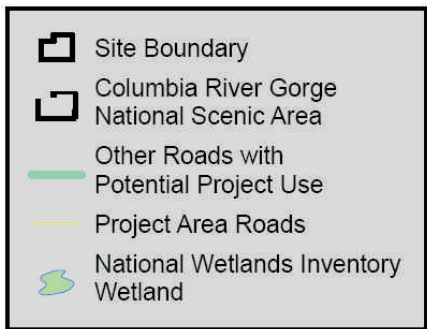 Site Boundary
Columbia River Gorge
National Scenic Area
Other Roads with
Potential Project Use
Project Area Roads
National Wetlands Inventory
Wetland